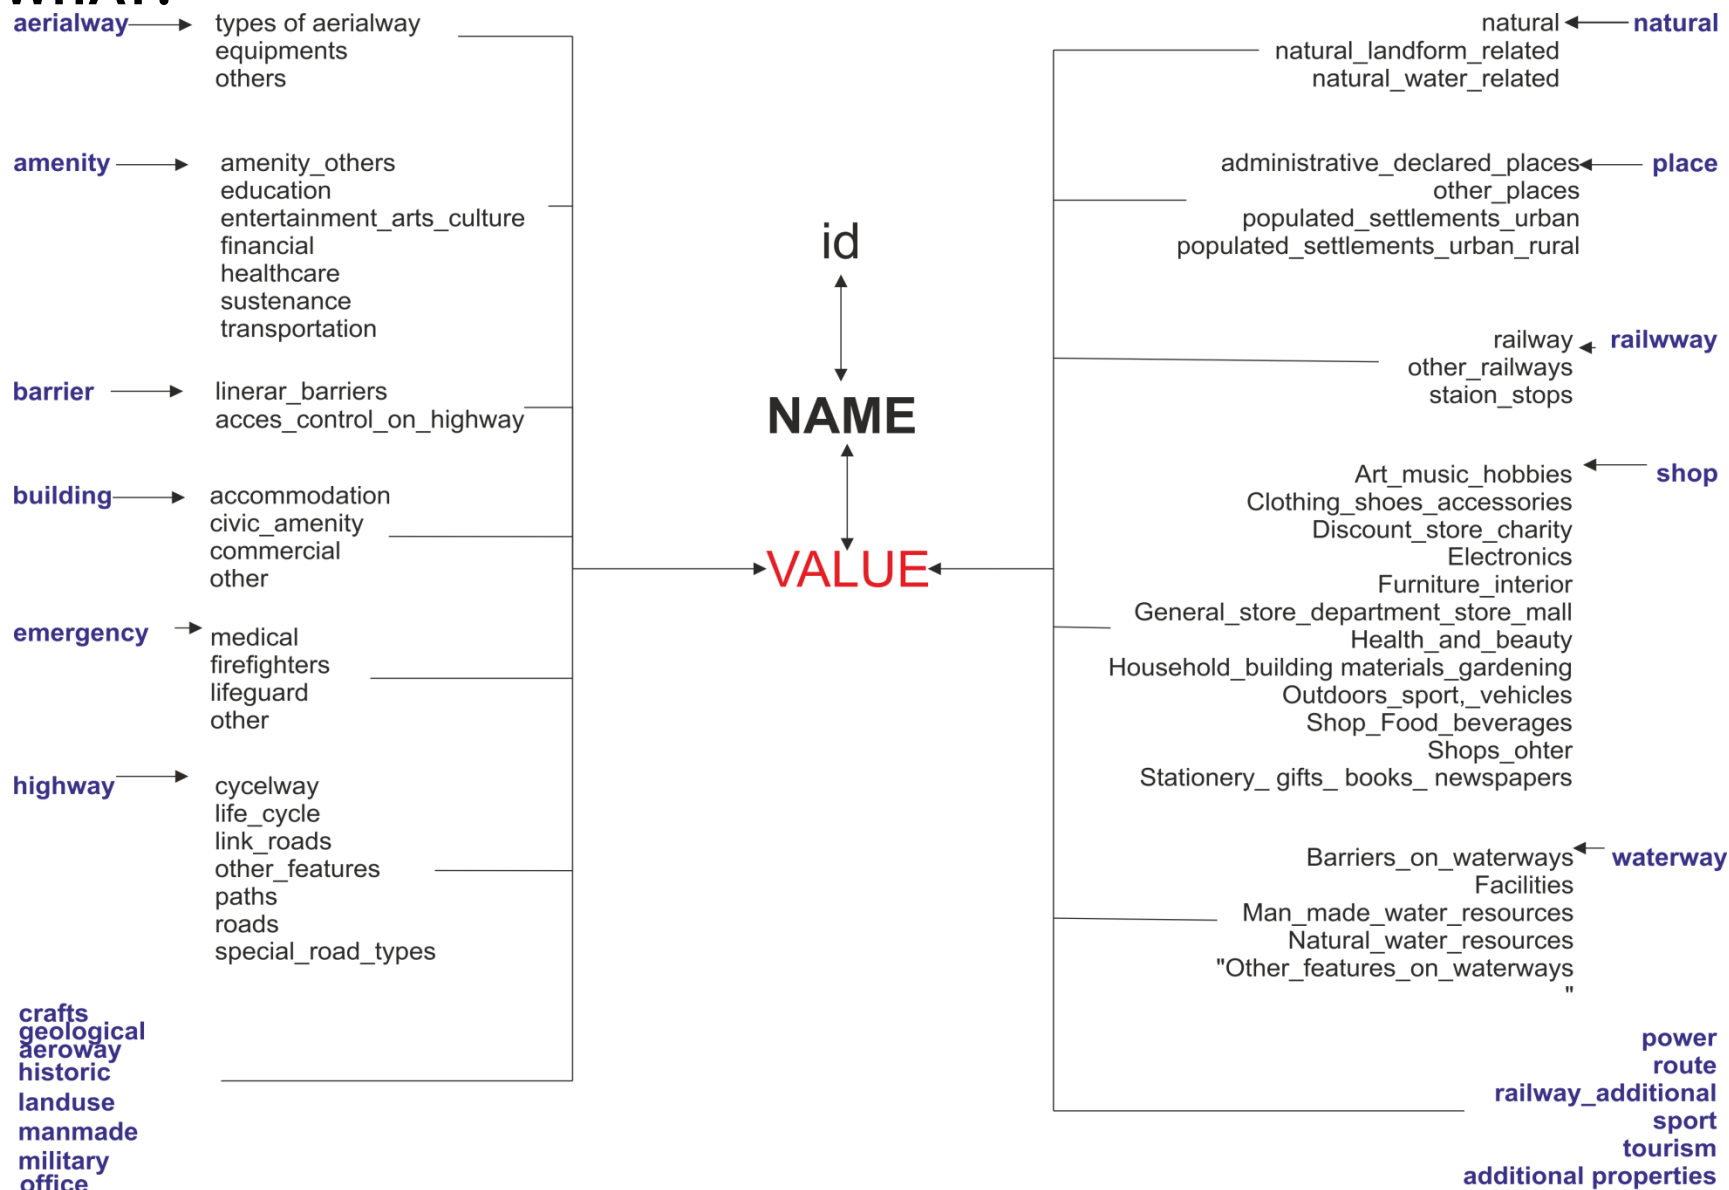 WHAT?
aerialway
types of aerialway
equipments
others
amenity
amenity_others
education
entertainment_arts_culture
financial
healthcare
sustenance
transportation
barrier
linerar_barriers
acces_control_on_highway
building
accommodation
civic_amenity
commercial
other
emergency
medical
firefighters
lifeguard
other
highway
cycelway
life_cycle
link_roads
other_features
paths
roads
special_road_types
crafts
geological
aeroway
historic
landuse
manmade
military
office
id
NAME
VALUE
natural
natural
natural_landform_related
natural_water_related
place
administrative_declared_places
other_places
populated_settlements_urban
populated_settlements_urban_rural
railwway
railway
other_railways
staion_stops
shop
Art_music_hobbies
Clothing_shoes_accessories
Discount_store_charity
Electronics
Furniture_interior
General_store_department_store_mall
Health_and_beauty
Household_building materials_gardening
Outdoors_sport,_vehicles
Shop_Food_beverages
Shops_ohter
Stationery_ gifts_ books_ newspapers
waterway
Barriers_on_waterways
Facilities
Man_made_water_resources
Natural_water_resources
"Other_features_on_waterways
"
power
route
railway_additional
sport
tourism
additional properties